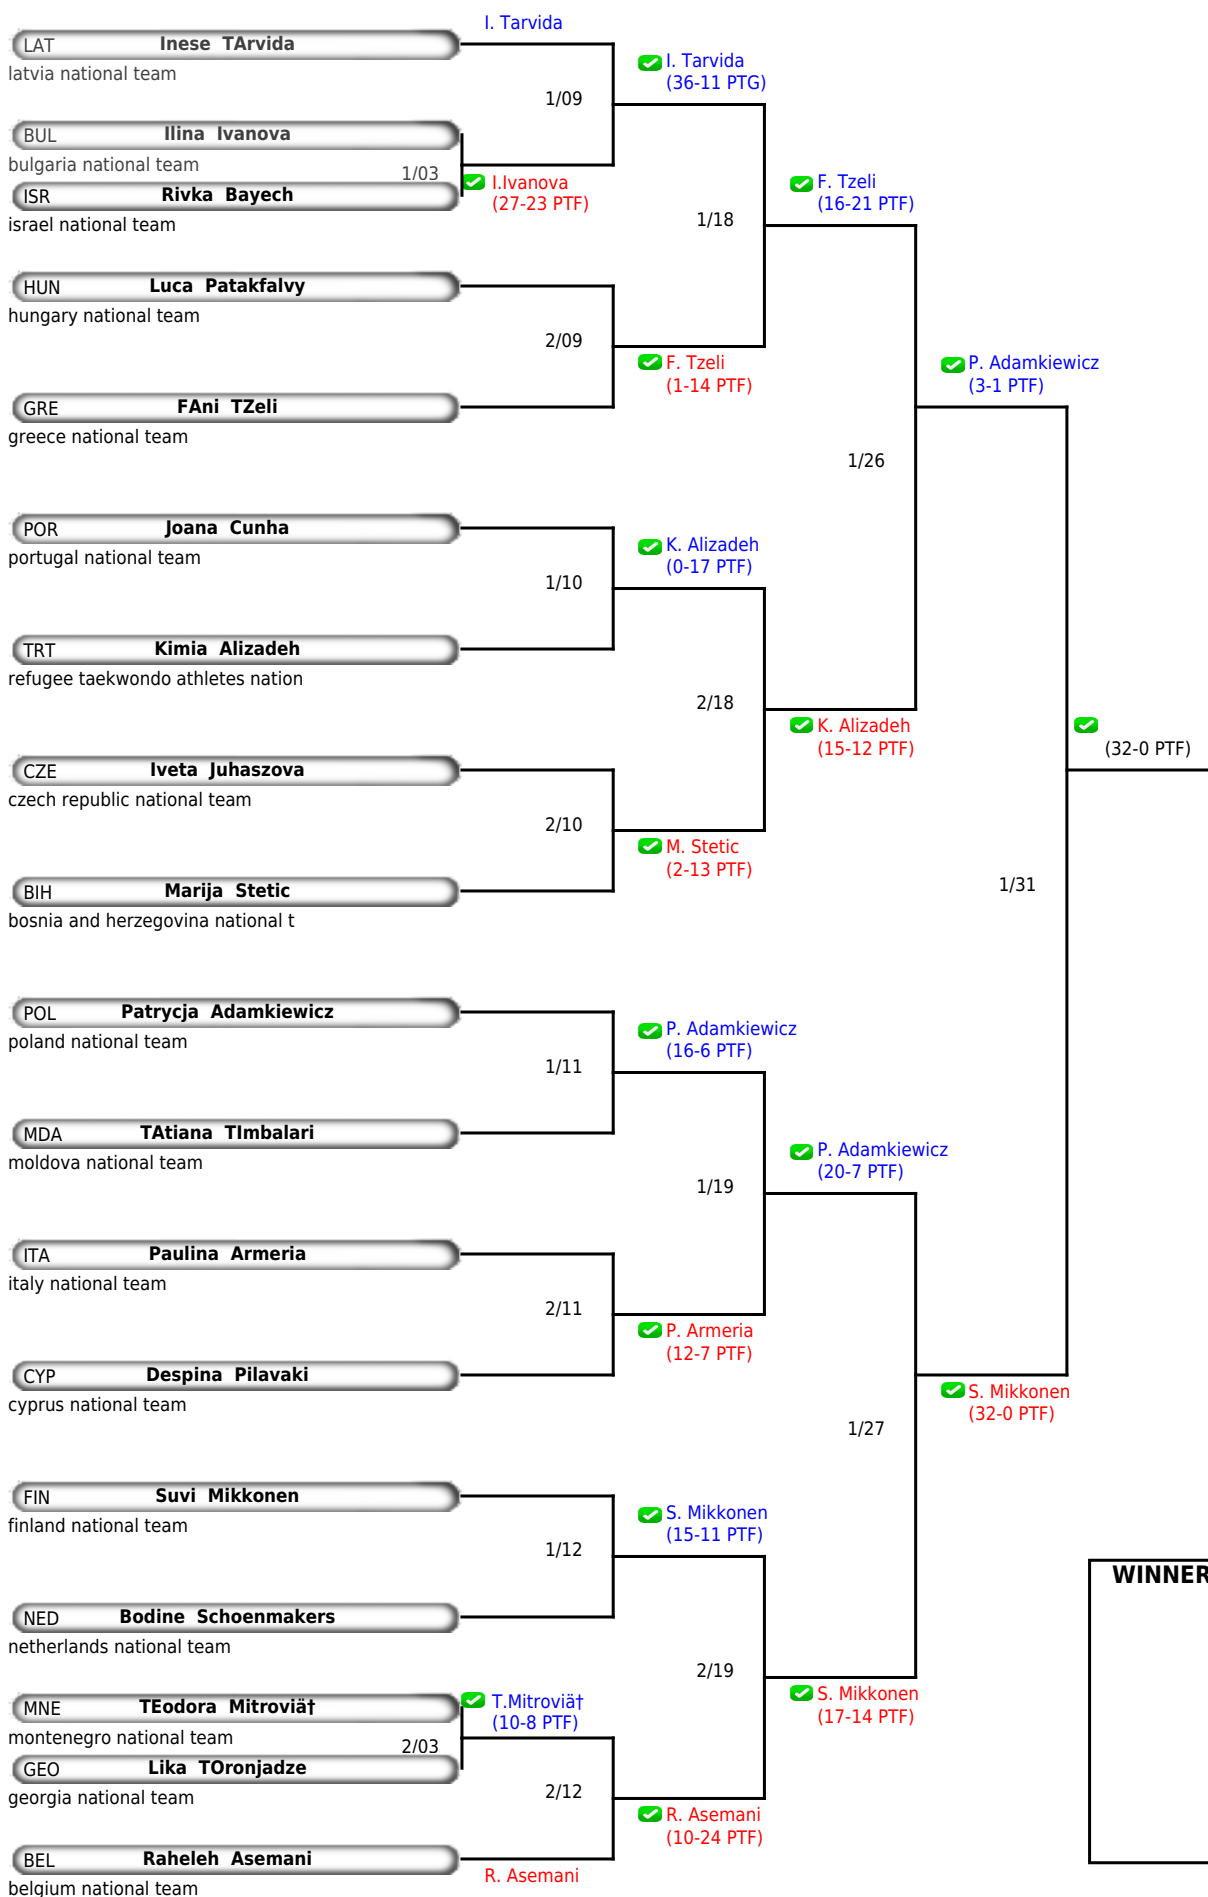 I. Tarvida
LAT Inese TArvida
latvia national team
I. Tarvida
(36-11 PTG)
1/09
BUL Ilina Ivanova
bulgaria national team
1/03
I.Ivanova
(27-23 PTF)
ISR Rivka Bayech
israel national team
F. Tzeli
(16-21 PTF)
1/18
HUN Luca Patakfalvy
hungary national team
2/09
F. Tzeli
(1-14 PTF)
GRE FAni TZeli
greece national team
P. Adamkiewicz
(3-1 PTF)
1/26
POR Joana Cunha
portugal national team
K. Alizadeh
(0-17 PTF)
1/10
TRT Kimia Alizadeh
refugee taekwondo athletes nation
2/18
K. Alizadeh
(15-12 PTF)
(32-0 PTF)
CZE Iveta Juhaszova
czech republic national team
2/10
M. Stetic
(2-13 PTF)
BIH Marija Stetic
bosnia and herzegovina national t
1/31
POL Patrycja Adamkiewicz
poland national team
P. Adamkiewicz
(16-6 PTF)
1/11
MDA TAtiana TImbalari
moldova national team
P. Adamkiewicz
(20-7 PTF)
1/19
ITA Paulina Armeria
italy national team
2/11
P. Armeria
(12-7 PTF)
CYP Despina Pilavaki
cyprus national team
S. Mikkonen
(32-0 PTF)
1/27
FIN Suvi Mikkonen
finland national team
S. Mikkonen
(15-11 PTF)
1/12
WINNER
NED Bodine Schoenmakers
netherlands national team
2/19
S. Mikkonen
(17-14 PTF)
MNE TEodora Mitroviä†
montenegro national team
T.Mitroviä†
(10-8 PTF)
2/03
GEO Lika TOronjadze
georgia national team
2/12
R. Asemani
(10-24 PTF)
BEL Raheleh Asemani
belgium national team
R. Asemani